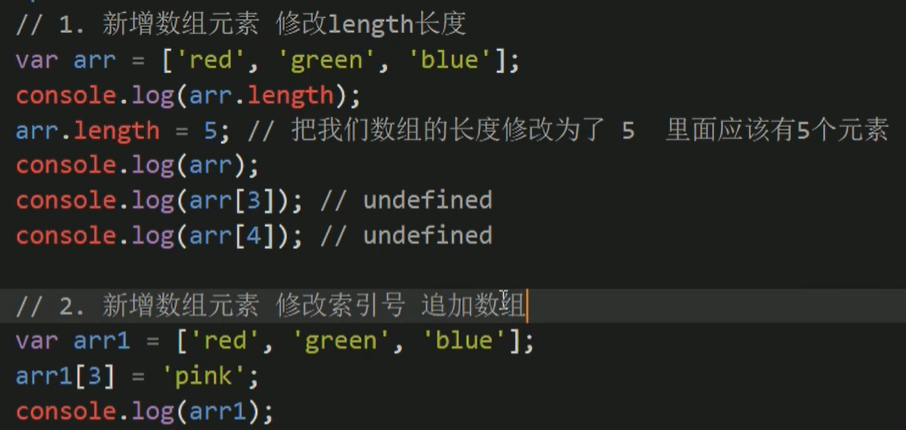 // 1. 新增数组元素 修改length长度
var arr = ['red', 'green', 'blue'];
console.log(arr.length);
arr.length = 5; // 把我们数组的长度修改为了 5  里面应该有5个元素
console.log(arr);
console.log(arr[3]); // undefined
console.log(arr[4]); // undefined
// 2. 新增数组元素 修改索引号 追加数组
var arr1 = ['red', 'green', 'blue'];
arr1[3] = 'pink';
console.log(arr1);